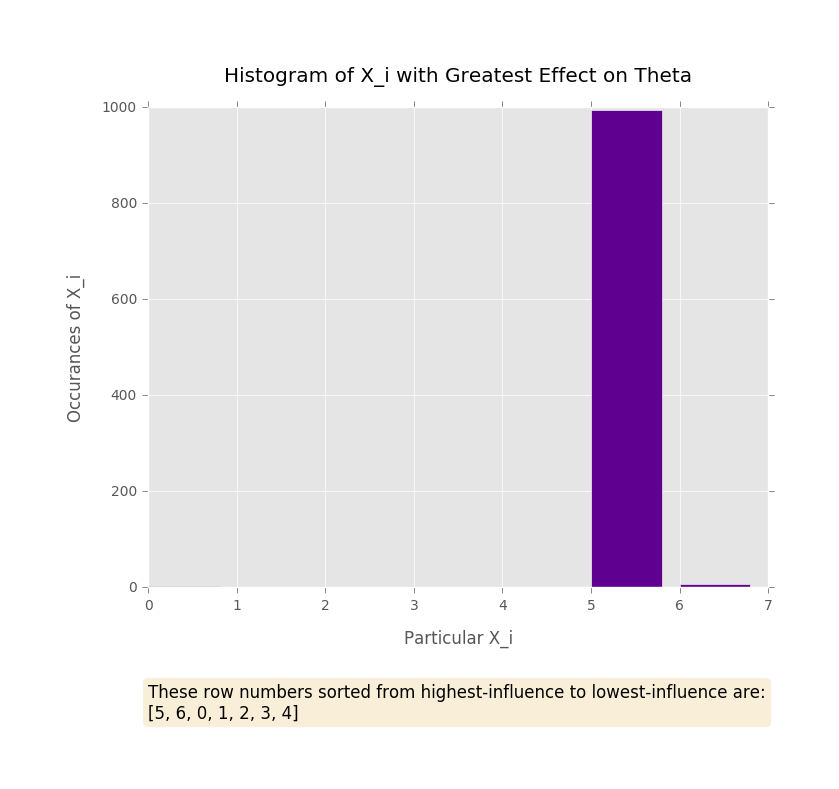 Histogram of X_i with Greatest Effect on Theta
1000
800
600
400
200
0
Occurances of X_i
0 1 2 3 4 5 6 7
Particular X_i
These row numbers sorted from highest-influence to lowest-influence are:
[5, 6, 0, 1, 2, 3, 4]